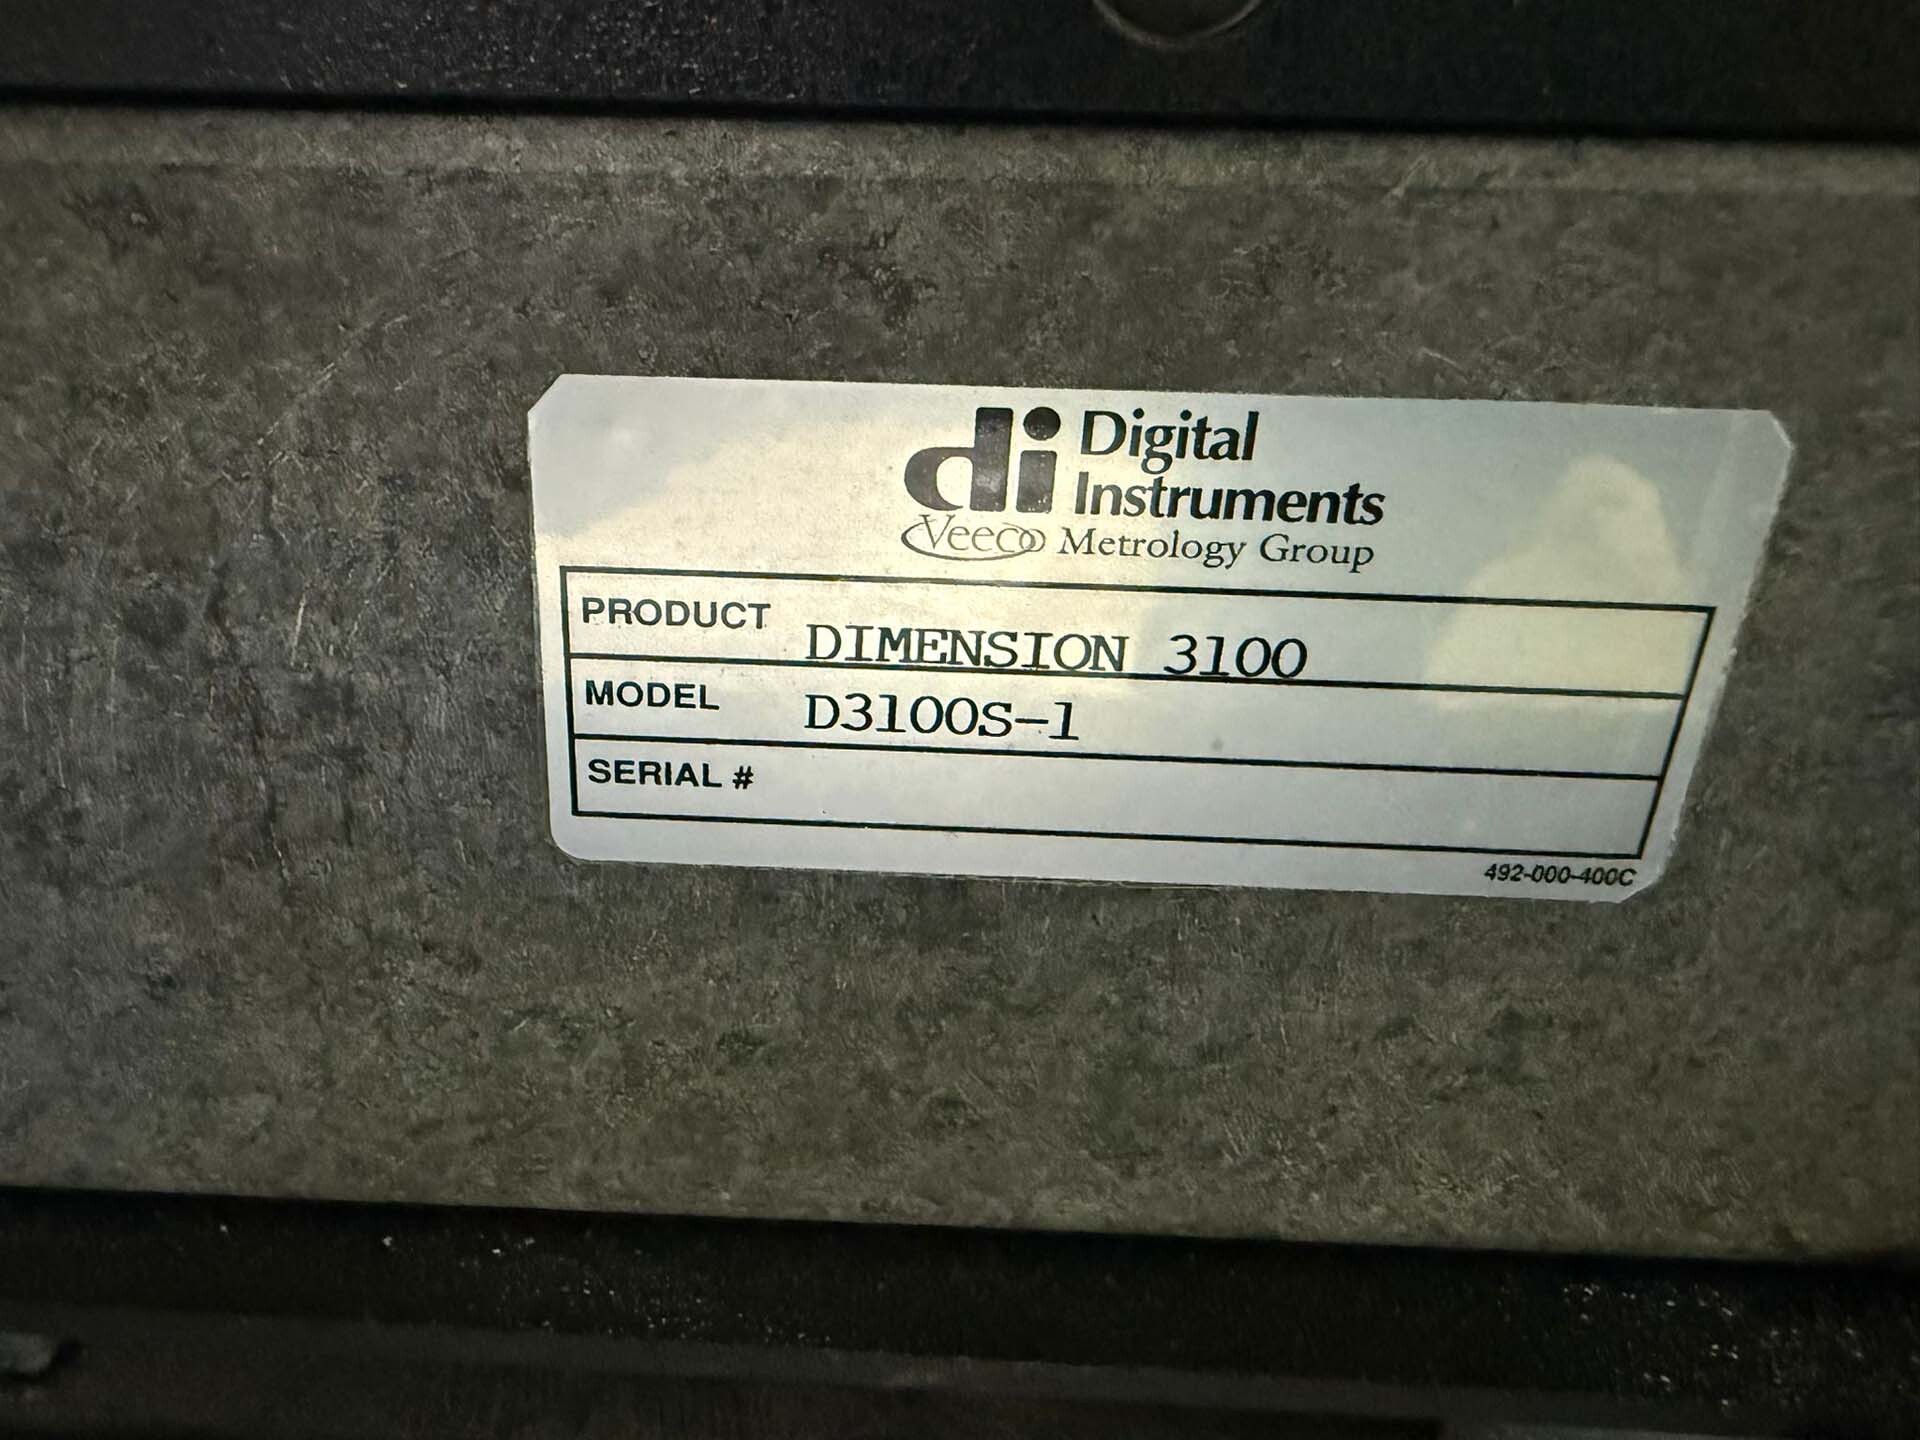 di Digital
Instruments
Veeco Metrology Group
PRODUCT DIMENSION 3100
MODEL D3100S-1
SERIAL #
492-000-400C